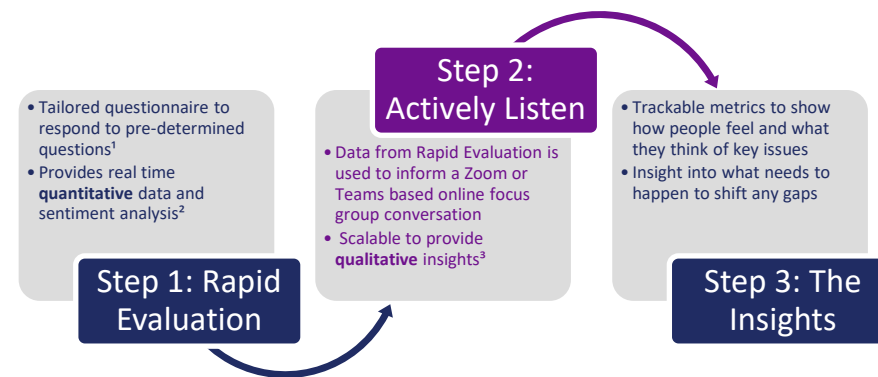 • Tailored questionnaire to
respond to pre-determined
questions¹
• Provides real time
quantitative data and
sentiment analysis²
Step 1: Rapid
Evaluation
Step 2:
Actively Listen
• Data from Rapid Evaluation is
used to inform a Zoom or
Teams based online focus
group conversation
• Scalable to provide
qualitative insights³
• Trackable metrics to show
how people feel and what
they think of key issues
• Insight into what needs to
happen to shift any gaps
Step 3: The
Insights